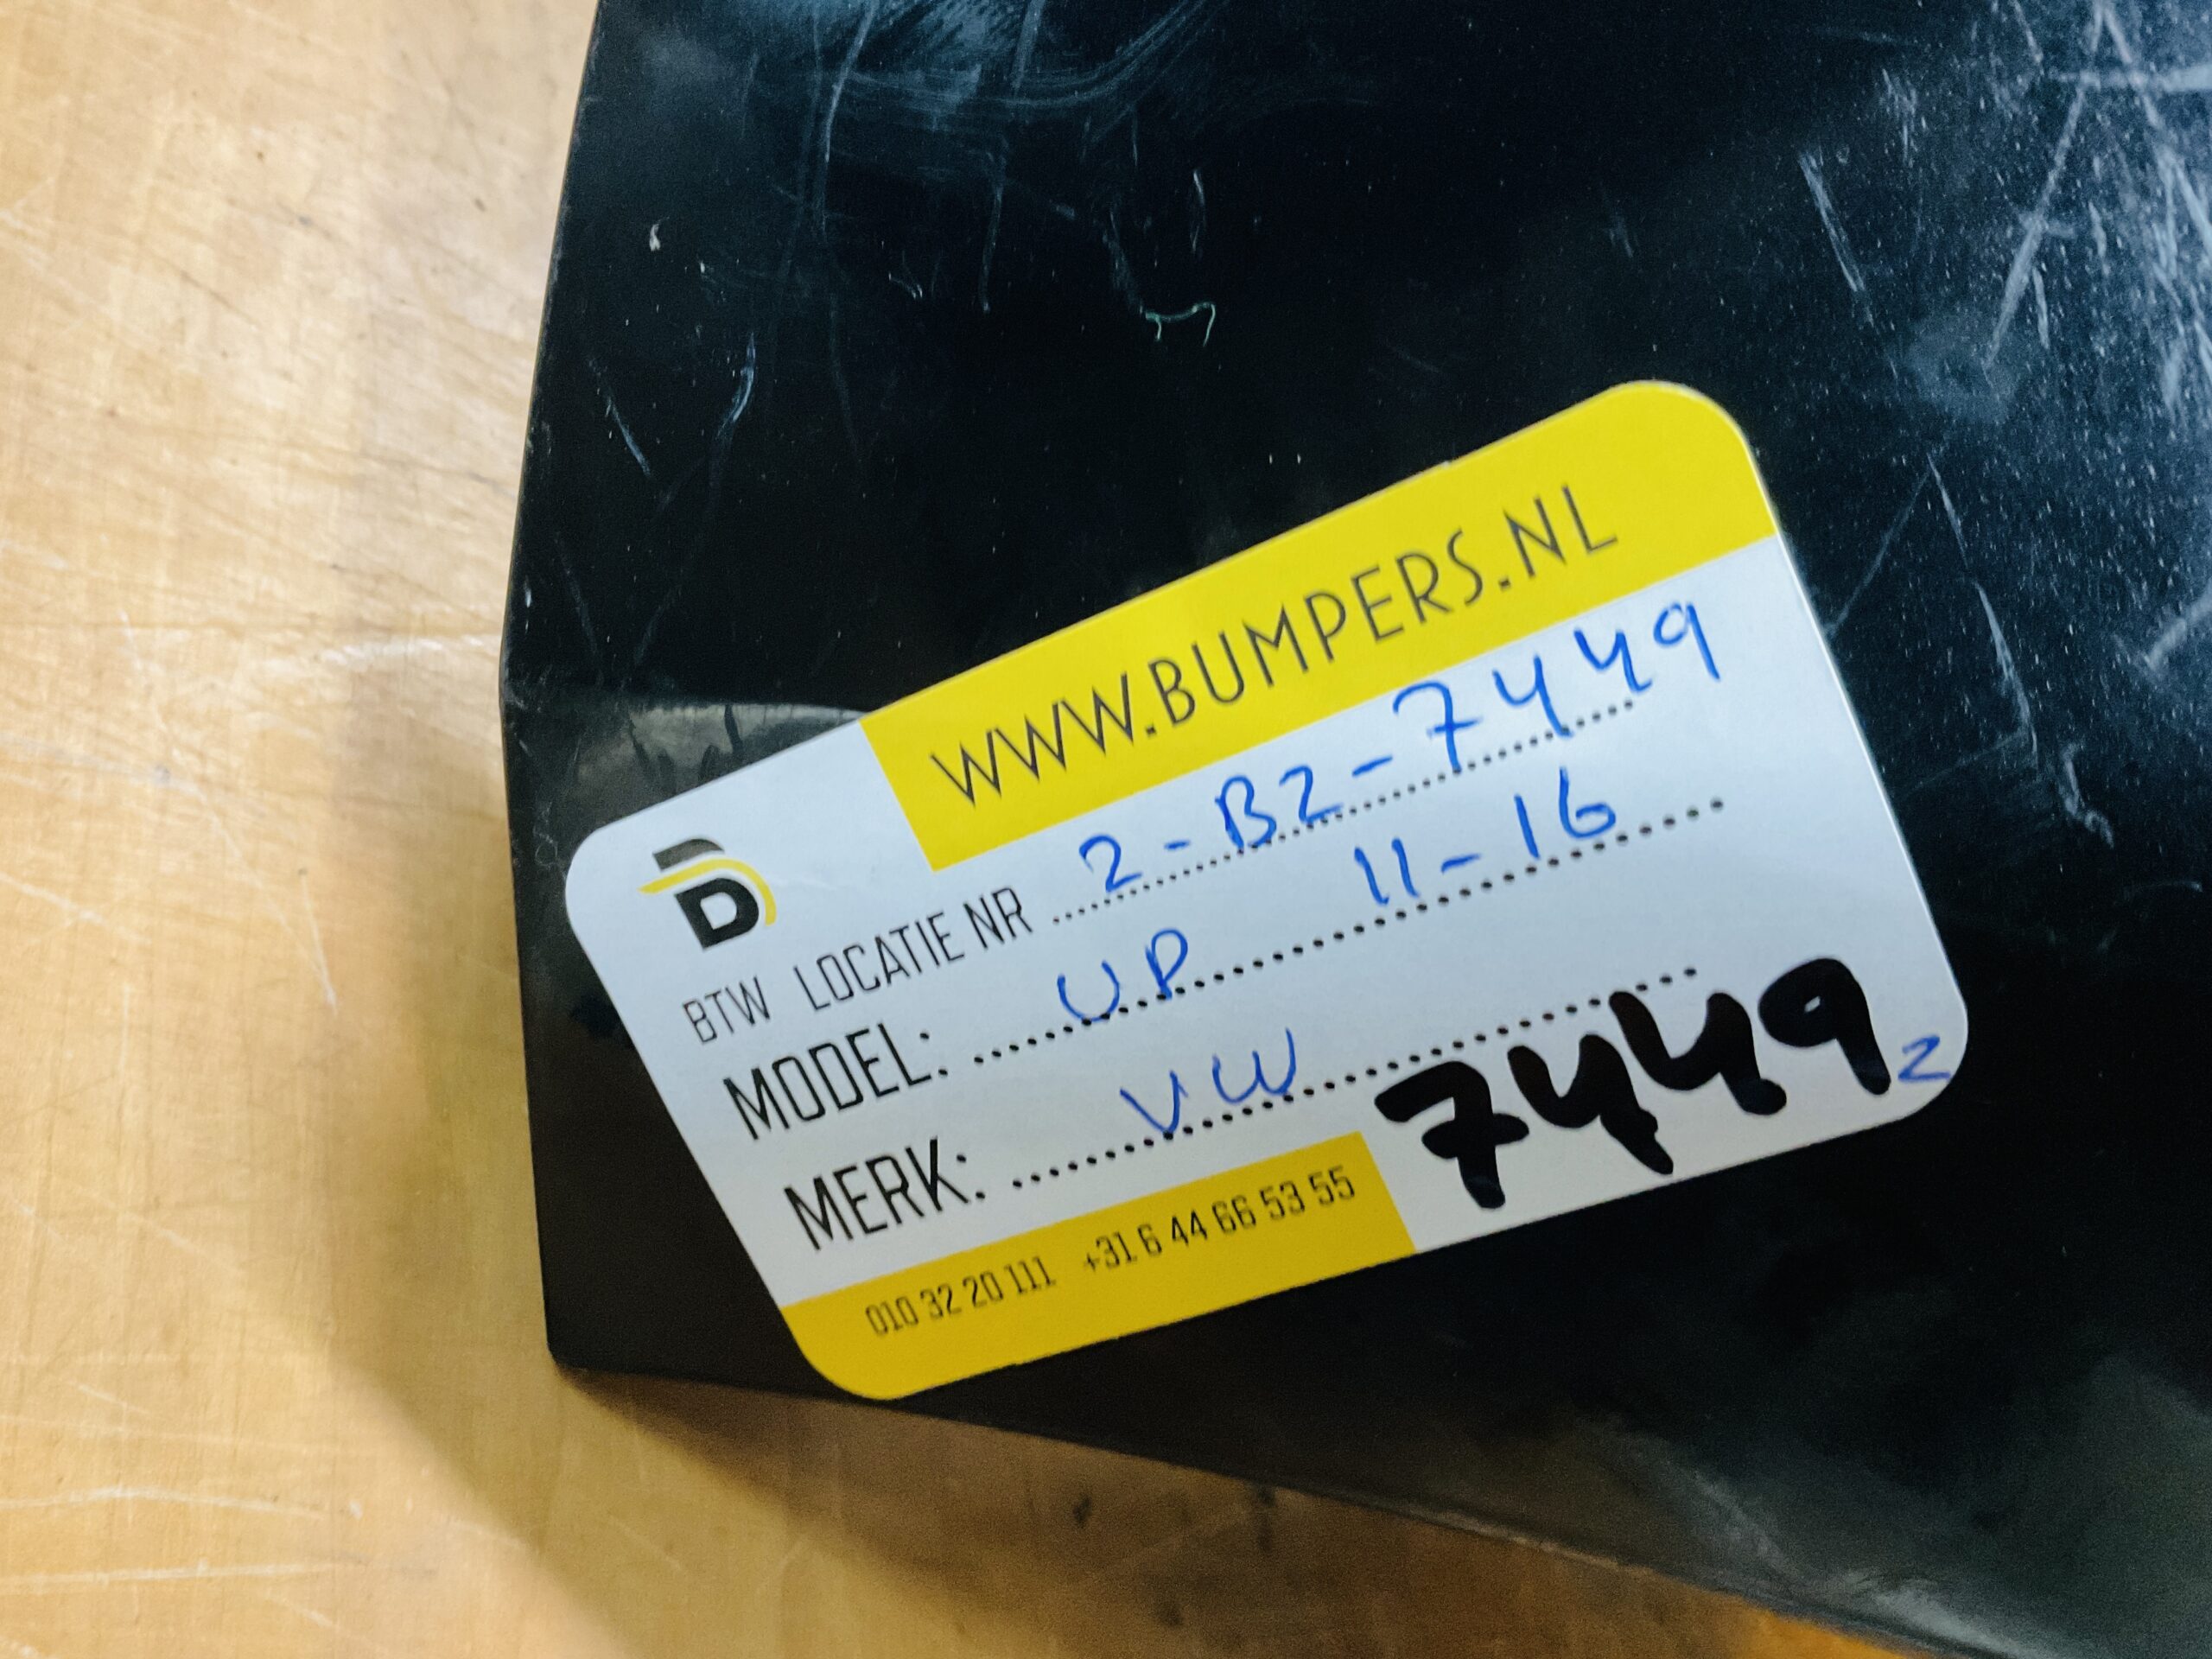 WWW.BUMPERS.NL
BTW LOCATIE NR 2-B2-7449
MODEL: UP 11-16
MERK: VW
7449 2
010 32 20 111 +31 6 44 66 53 55